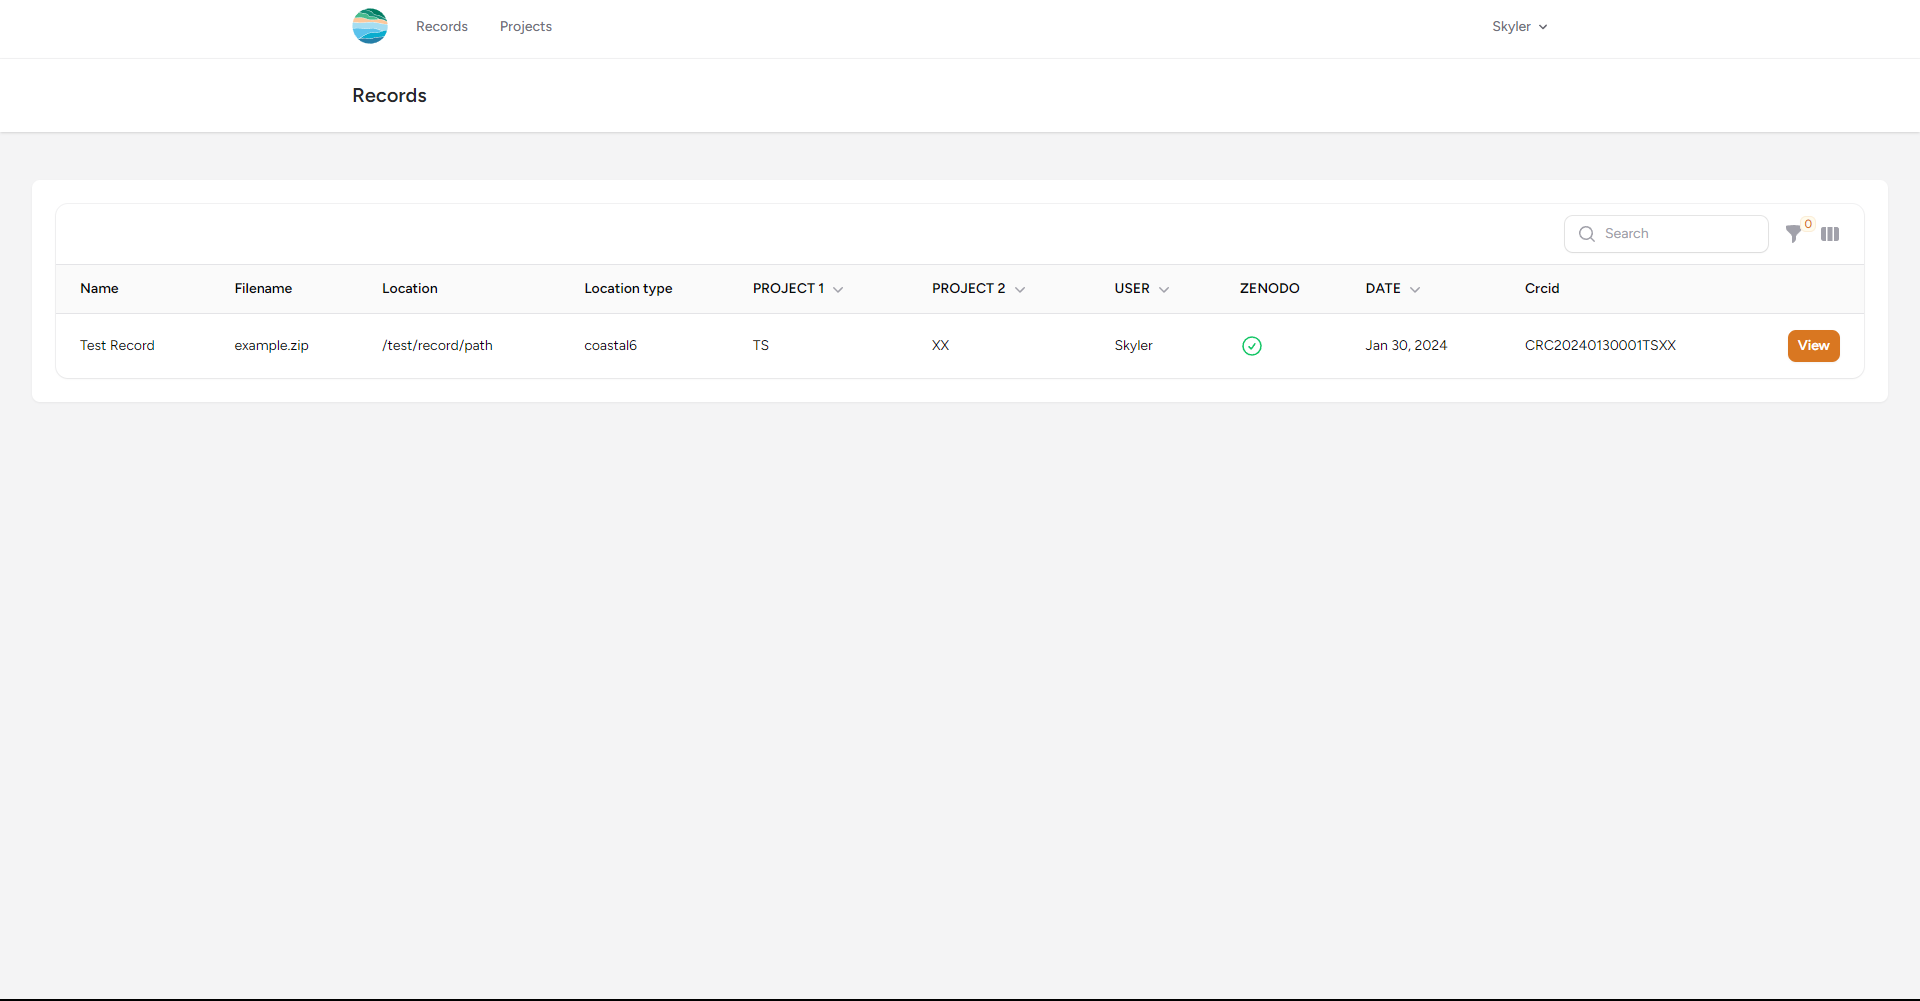 Records Projects Skyler
Records
Search 0
Name Filename Location Location type PROJECT 1 PROJECT 2 USER ZENODO DATE Crcid
Test Record example.zip /test/record/path coastal6 TS XX Skyler Jan 30, 2024 CRC20240130001TSXX View